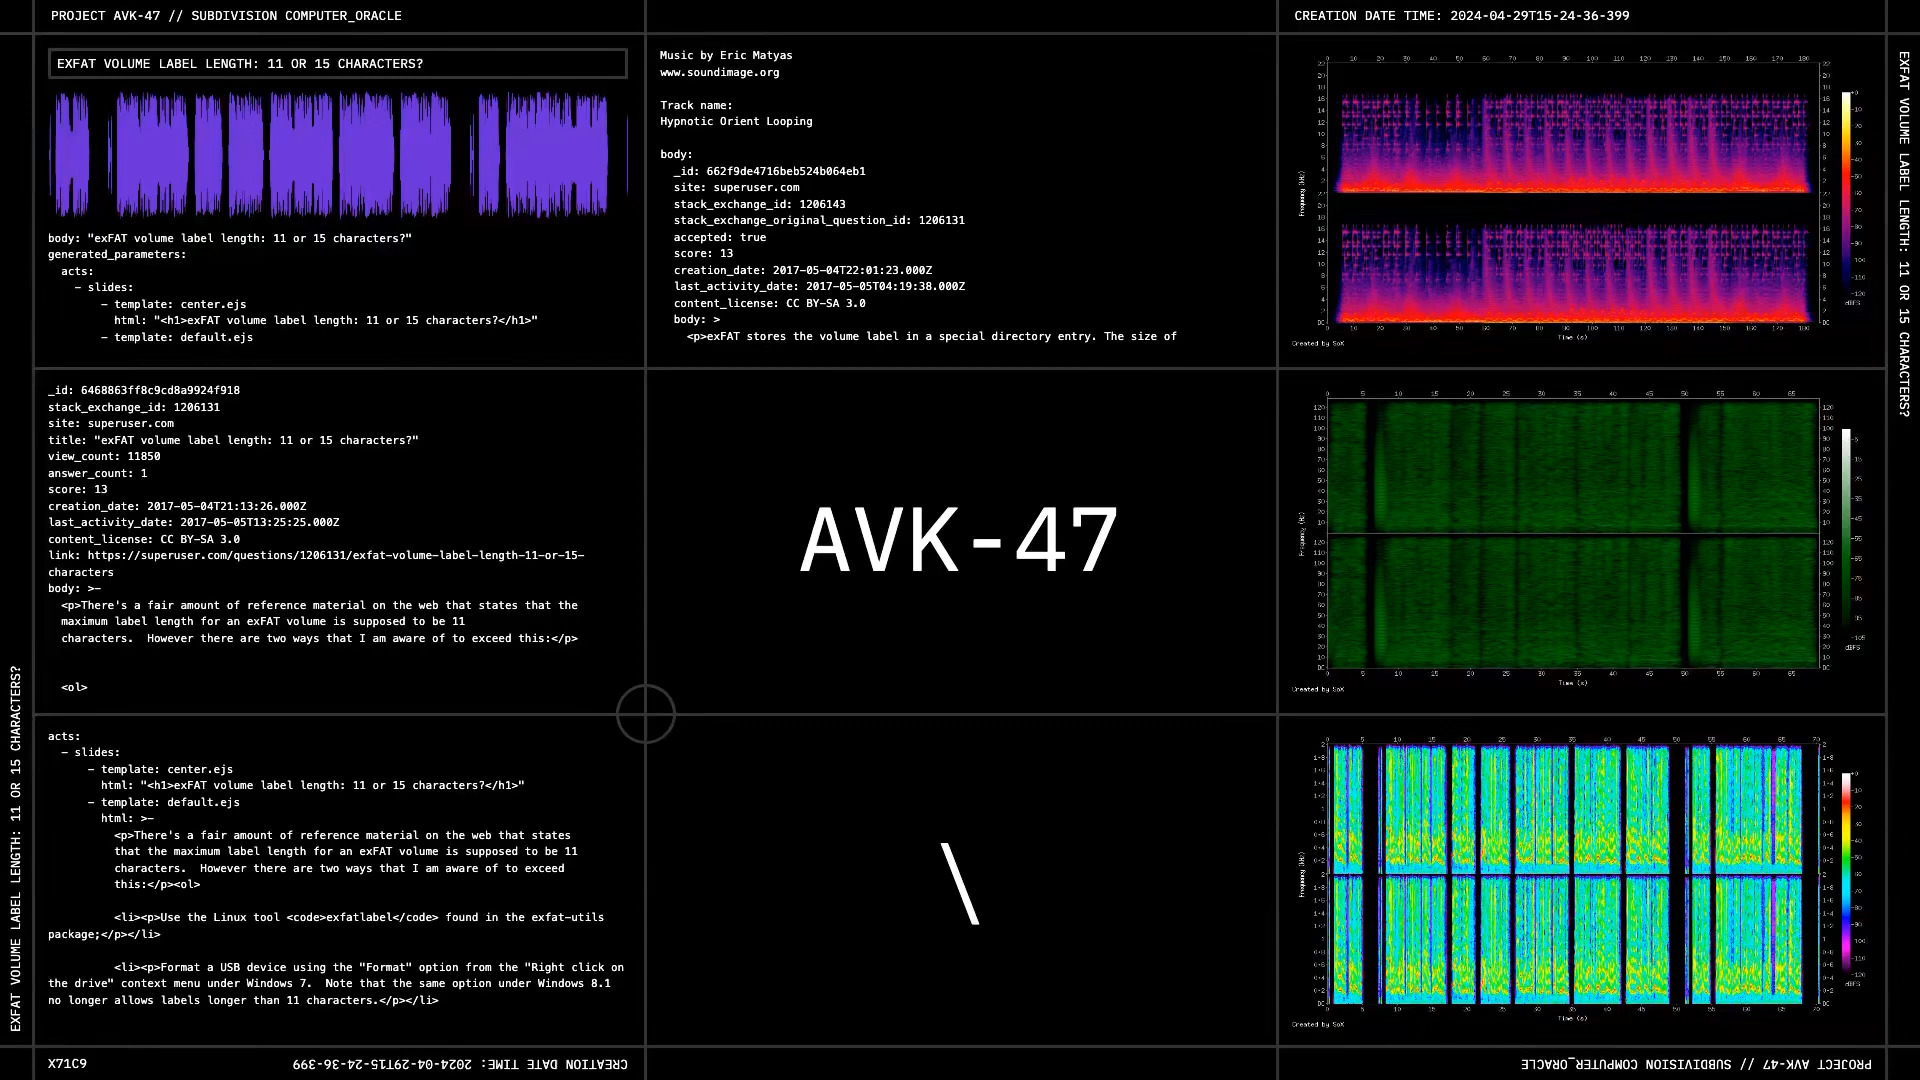 PROJECT AVK-47 // SUBDIVISION COMPUTER_ORACLE
CREATION DATE TIME: 2024-04-29T15-24-36-399
EXFAT VOLUME LABEL LENGTH: 11 OR 15 CHARACTERS?
body: "exFAT volume label length: 11 or 15 characters?"
generated_parameters:
acts:
- slides:
- template: center.ejs
html: "<h1>exFAT volume label length: 11 or 15 characters?</h1>"
- template: default.ejs
Music by Eric Matyas
www.soundimage.org
Track name:
Hypnotic Orient Looping
body:
_id: 662f9de4716beb524b064eb1
site: superuser.com
stack_exchange_id: 1206143
stack_exchange_original_question_id: 1206131
accepted: true
score: 13
creation_date: 2017-05-04T22:01:23.000Z
last_activity_date: 2017-05-05T04:19:38.000Z
content_license: CC BY-SA 3.0
body: >
<p>exFAT stores the volume label in a special directory entry. The size of
Frequency (kHz)
Time (s)
dBFS
Created by SoX
EXFAT VOLUME LABEL LENGTH: 11 OR 15 CHARACTERS?
_id: 6468863ff8c9cd8a9924f918
stack_exchange_id: 1206131
site: superuser.com
title: "exFAT volume label length: 11 or 15 characters?"
view_count: 11850
answer_count: 1
score: 13
creation_date: 2017-05-04T21:13:26.000Z
last_activity_date: 2017-05-05T13:25:25.000Z
content_license: CC BY-SA 3.0
link: https://superuser.com/questions/1206131/exfat-volume-label-length-11-or-15-
characters
body: >-
<p>There's a fair amount of reference material on the web that states that the
maximum label length for an exFAT volume is supposed to be 11
characters.  However there are two ways that I am aware of to exceed this:</p>
<ol>
AVK-47
Frequency (Hz)
Time (s)
dBFS
Created by SoX
EXFAT VOLUME LABEL LENGTH: 11 OR 15 CHARACTERS?
acts:
- slides:
- template: center.ejs
html: "<h1>exFAT volume label length: 11 or 15 characters?</h1>"
- template: default.ejs
html: >-
<p>There's a fair amount of reference material on the web that states
that the maximum label length for an exFAT volume is supposed to be 11
characters.  However there are two ways that I am aware of to exceed
this:</p><ol>
<li><p>Use the Linux tool <code>exfatlabel</code> found in the exfat-utils
package;</p></li>
<li><p>Format a USB device using the "Format" option from the "Right click on
the drive" context menu under Windows 7.  Note that the same option under Windows 8.1
no longer allows labels longer than 11 characters.</p></li>
\
Frequency (kHz)
Time (s)
dBFS
Created by SoX
X71J9
CREATION DATE TIME: 2024-04-29T15-24-36-399
PROJECT AVK-47 // SUBDIVISION COMPUTER_ORACLE